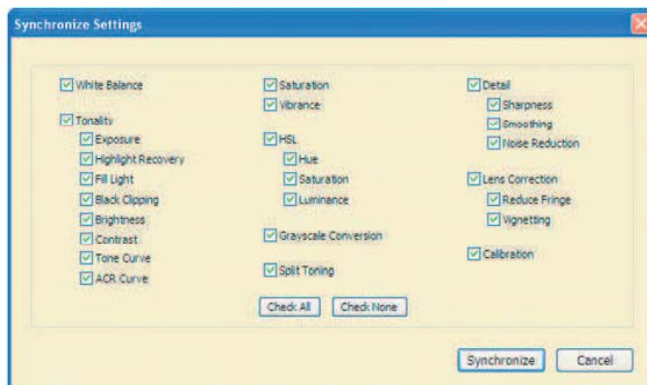 Synchronize Settings
White Balance
Tonality
Exposure
Highlight Recovery
Fill Light
Black Clipping
Brightness
Contrast
Tone Curve
ACR Curve
Saturation
Vibrance
HSL
Hue
Saturation
Luminance
Grayscale Conversion
Split Toning
Detail
Sharpness
Smoothing
Noise Reduction
Lens Correction
Reduce Fringe
Vignetting
Calibration
Check All
Check None
Synchronize
Cancel